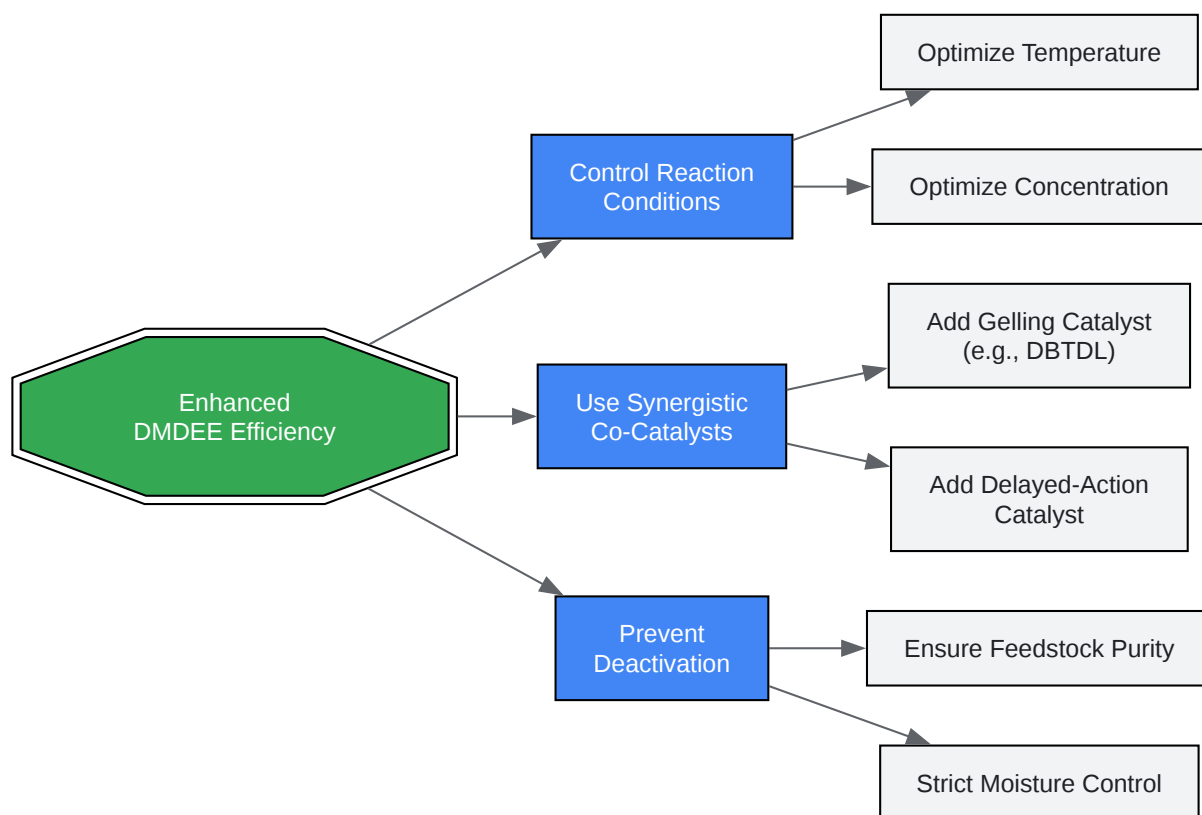 Optimize Temperature
Control Reaction
Conditions
Optimize Concentration
Add Gelling Catalyst
(e.g., DBTDL)
Enhanced
DMDEE Efficiency
Use Synergistic
Co-Catalysts
Add Delayed-Action
Catalyst
Prevent
Deactivation
Ensure Feedstock Purity
Strict Moisture Control